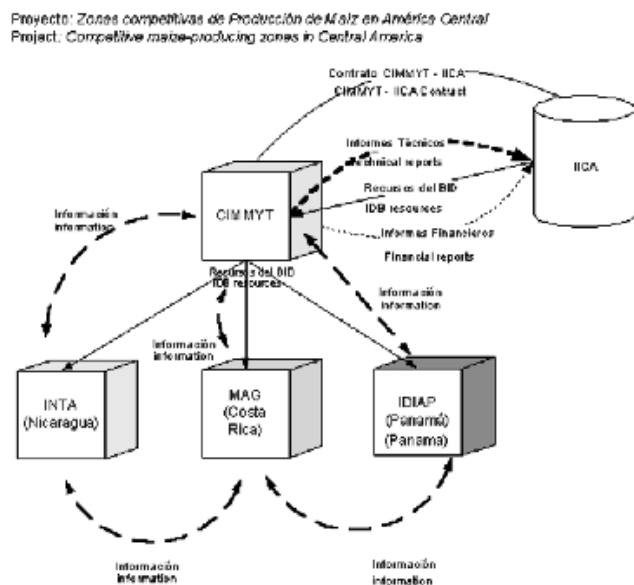 Proyecto: Zonas competitivas de Producción de Maíz en América Central
Project: Competitive maize-producing zones in Central America
Contrato CIMMYT - IICA
CIMMYT - IICA Contract
Informes Técnicos
Technical reports
IICA
Recursos del BID
IDB resources
CIMMYT
Información
information
Informes Financieros
Financial reports
Recursos del BID
IDB resources
Información
information
Información
information
INTA
(Nicaragua)
MAG
(Costa
Rica)
IDIAP
(Panamá)
(Panama)
Información
information
Información
information